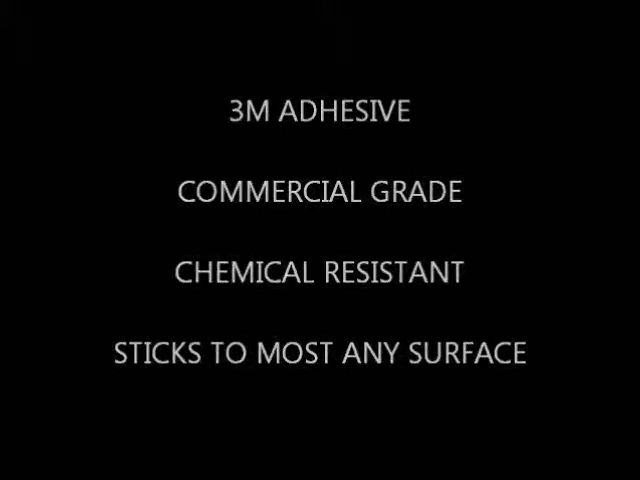 3M ADHESIVE
COMMERCIAL GRADE
CHEMICAL RESISTANT
STICKS TO MOST ANY SURFACE